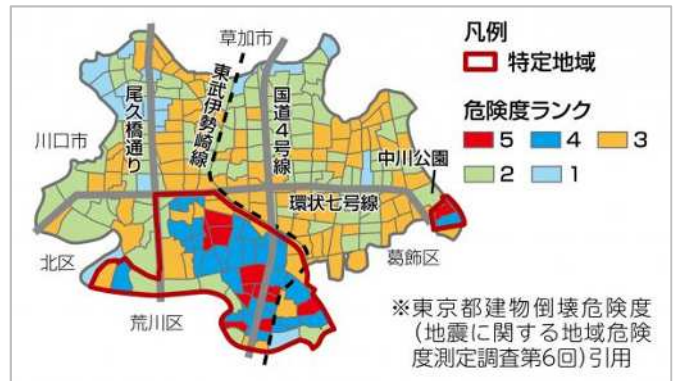 草加市
凡例
特定地域
尾久橋通り
東武伊勢崎線
国道4号線
危険度ランク
5 4 3
2 1
川口市
中川公園
環状七号線
北区
葛飾区
荒川区
※東京都建物倒壊危険度
(地震に関する地域危険
度測定調査第6回)引用